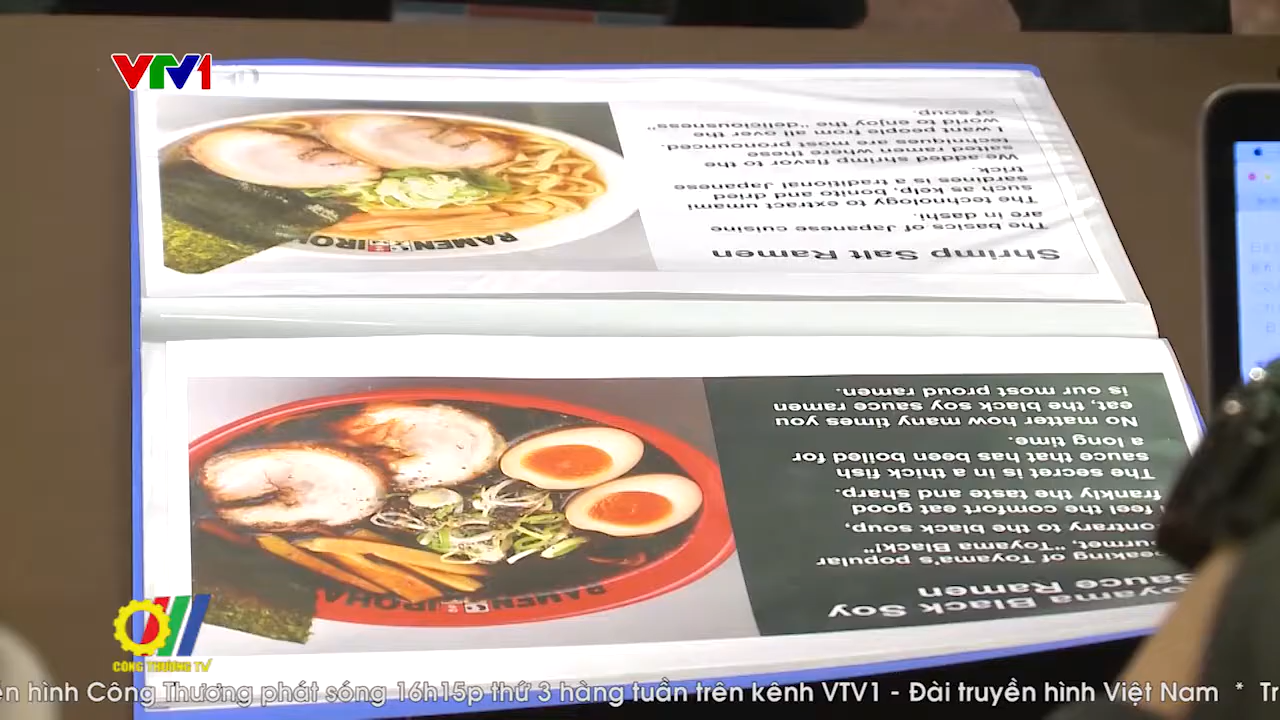 VTV1
Shrimp Salt Ramen
The basics of Japanese cuisine
are in dashi.
The technology to extract umami
such as kelp, bonito and dried
sardines is a traditional Japanese
trick.
We added shrimp flavor to the
salted ramen where these
techniques are most pronounced.
I want people from all over the
world to enjoy the "deliciousness"
of soup.
RAMEN IROHA
oyama Black Soy
Sauce Ramen
peaking of Toyama's popular
urmet, "Toyama Black!"
ontrary to the black soup,
I feel the comfort eat good
frankly the taste and sharp.
The secret is in a thick fish
sauce that has been boiled for
a long time.
No matter how many times you
eat, the black soy sauce ramen
is our most proud ramen.
RAMEN IROHA
CÔNG THƯƠNG TV
ền hình Công Thương phát sóng 16h15p thứ 3 hàng tuần trên kênh VTV1 - Đài truyền hình Việt Nam * Tr